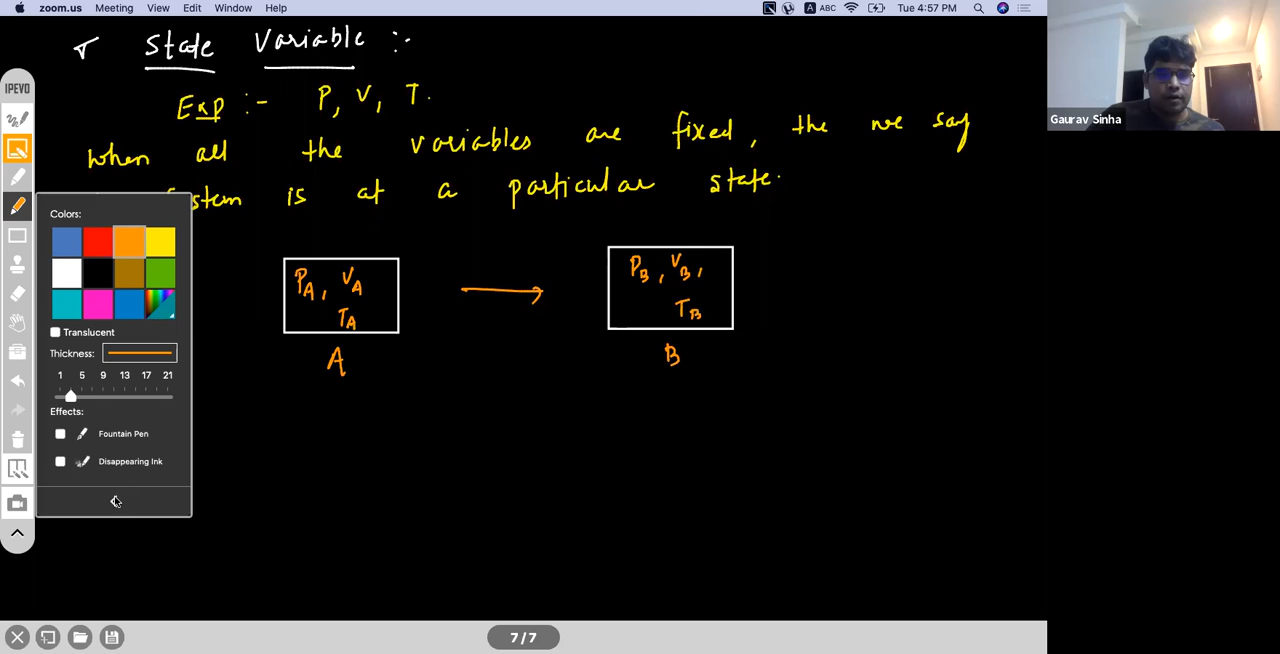 zoom.us Meeting View Edit Window Help A ABC Tue 4:57 PM
State Variable :-
IPEVO
Exp :- P, V, T.
Gaurav Sinha
when all the variables are fixed, the we say
stem is at a particular state.
Colors:
Translucent
Thickness:
1 5 9 13 17 21
Effects:
Fountain Pen
Disappearing Ink
PA, VA
TA
A
PB, VB,
TB
B
7/7